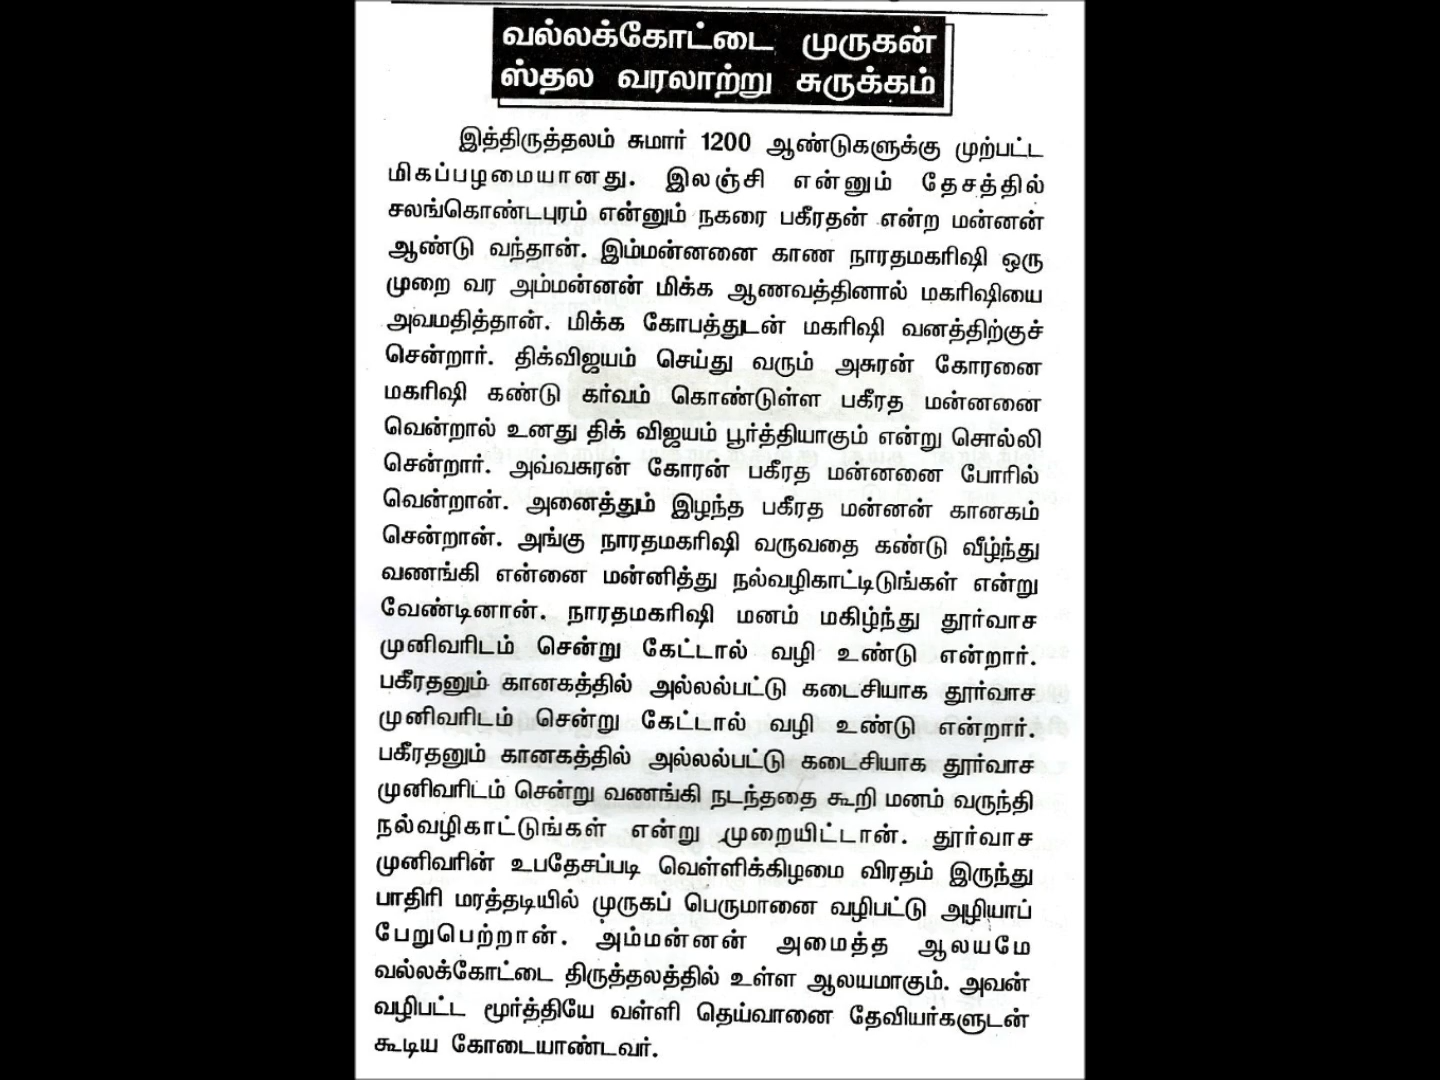 வல்லக்கோட்டை முருகன்
ஸ்தல வரலாற்று சுருக்கம்
இத்திருத்தலம் சுமார் 1200 ஆண்டுகளுக்கு முற்பட்ட
மிகப்பழமையானது. இலஞ்சி என்னும் தேசத்தில்
சலங்கொண்டபுரம் என்னும் நகரை பகீரதன் என்ற மன்னன்
ஆண்டு வந்தான். இம்மன்னனை காண நாரதமகரிஷி ஒரு
முறை வர அம்மன்னன் மிக்க ஆணவத்தினால் மகரிஷியை
அவமதித்தான். மிக்க கோபத்துடன் மகரிஷி வனத்திற்குச்
சென்றார். திக்விஜயம் செய்து வரும் அசுரன் கோரனை
மகரிஷி கண்டு கர்வம் கொண்டுள்ள பகீரத மன்னனை
வென்றால் உனது திக் விஜயம் பூர்த்தியாகும் என்று சொல்லி
சென்றார். அவ்வசுரன் கோரன் பகீரத மன்னனை போரில்
வென்றான். அனைத்தும் இழந்த பகீரத மன்னன் கானகம்
சென்றான். அங்கு நாரதமகரிஷி வருவதை கண்டு வீழ்ந்து
வணங்கி என்னை மன்னித்து நல்வழிகாட்டிடுங்கள் என்று
வேண்டினான். நாரதமகரிஷி மனம் மகிழ்ந்து தூர்வாச
முனிவரிடம் சென்று கேட்டால் வழி உண்டு என்றார்.
பகீரதனும் கானகத்தில் அல்லல்பட்டு கடைசியாக தூர்வாச
முனிவரிடம் சென்று கேட்டால் வழி உண்டு என்றார்.
பகீரதனும் கானகத்தில் அல்லல்பட்டு கடைசியாக தூர்வாச
முனிவரிடம் சென்று வணங்கி நடந்ததை கூறி மனம் வருந்தி
நல்வழிகாட்டுங்கள் என்று முறையிட்டான். தூர்வாச
முனிவரின் உபதேசப்படி வெள்ளிக்கிழமை விரதம் இருந்து
பாதிரி மரத்தடியில் முருகப் பெருமானை வழிபட்டு அழியாப்
பேறுபெற்றான். அம்மன்னன் அமைத்த ஆலயமே
வல்லக்கோட்டை திருத்தலத்தில் உள்ள ஆலயமாகும். அவன்
வழிபட்ட மூர்த்தியே வள்ளி தெய்வானை தேவியர்களுடன்
கூடிய கோடையாண்டவர்.